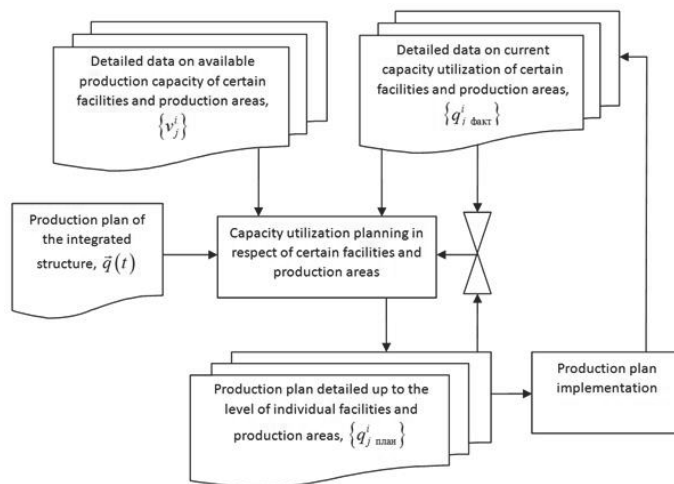 Detailed data on available
production capacity of certain
facilities and production areas,
{v_j^i}
Detailed data on current
capacity utilization of certain
facilities and production areas,
{q_i^i факт}
Production plan of
the integrated
structure, q⃗(t)
Capacity utilization planning in
respect of certain facilities and
production areas
Production plan detailed up to the
level of individual facilities and
production areas, {q_j^i план}
Production plan
implementation